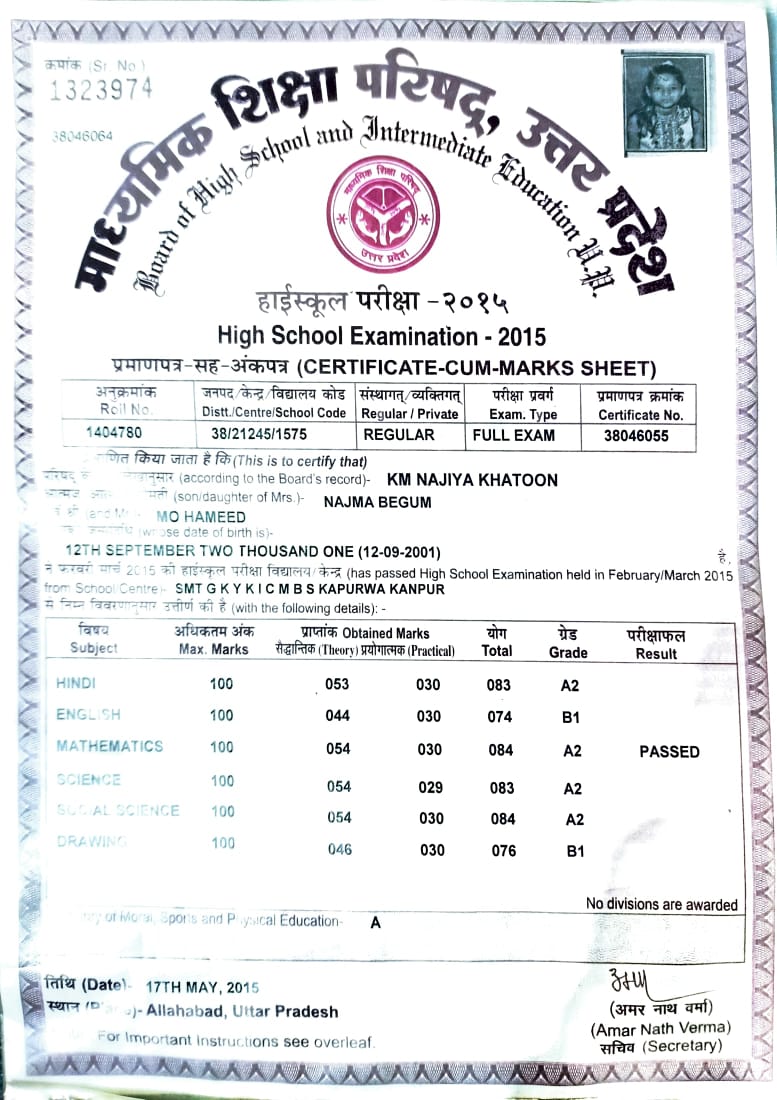 क्रमांक (Sr. No.)
1323974
38046064
माध्यमिक शिक्षा परिषद्, उत्तर प्रदेश
Board of High School and Intermediate Education U.P.
माध्यमिक शिक्षा परिषद्
उत्तर प्रदेश
हाईस्कूल परीक्षा - २०१५
High School Examination - 2015
प्रमाणपत्र-सह-अंकपत्र (CERTIFICATE-CUM-MARKS SHEET)
अनुक्रमांक जनपद/केन्द्र/विद्यालय कोड संस्थागत्/व्यक्तिगत् परीक्षा प्रवर्ग प्रमाणपत्र क्रमांक
Roll No. Distt./Centre/School Code Regular / Private Exam. Type Certificate No.
1404780 38/21245/1575 REGULAR FULL EXAM 38046055
किया जाता है कि (This is to certify that)
(according to the Board's record)- KM NAJIYA KHATOON
(son/daughter of Mrs.)- NAJMA BEGUM
श्री (and Mr. MO HAMEED
(whose date of birth is)-
12TH SEPTEMBER TWO THOUSAND ONE (12-09-2001) है,
ने फरवरी मार्च 2015 की हाईस्कूल परीक्षा विद्यालय/केन्द्र (has passed High School Examination held in February/March 2015
from School/Centre)- SMT G K Y K I C M B S KAPURWA KANPUR
से निम्न विवरणानुसार उत्तीर्ण की है (with the following details): -
विषय अधिकतम अंक प्राप्तांक Obtained Marks योग ग्रेड परीक्षाफल
Subject Max. Marks सैद्धान्तिक (Theory) प्रयोगात्मक (Practical) Total Grade Result
HINDI 100 053 030 083 A2
ENGLISH 100 044 030 074 B1
MATHEMATICS 100 054 030 084 A2 PASSED
SCIENCE 100 054 029 083 A2
SOCIAL SCIENCE 100 054 030 084 A2
DRAWING 100 046 030 076 B1
No divisions are awarded
of Moral, Sports and Physical Education- A
तिथि (Date)- 17TH MAY, 2015
स्थान (Place)- Allahabad, Uttar Pradesh
For Important Instructions see overleaf.
(अमर नाथ वर्मा)
(Amar Nath Verma)
सचिव (Secretary)